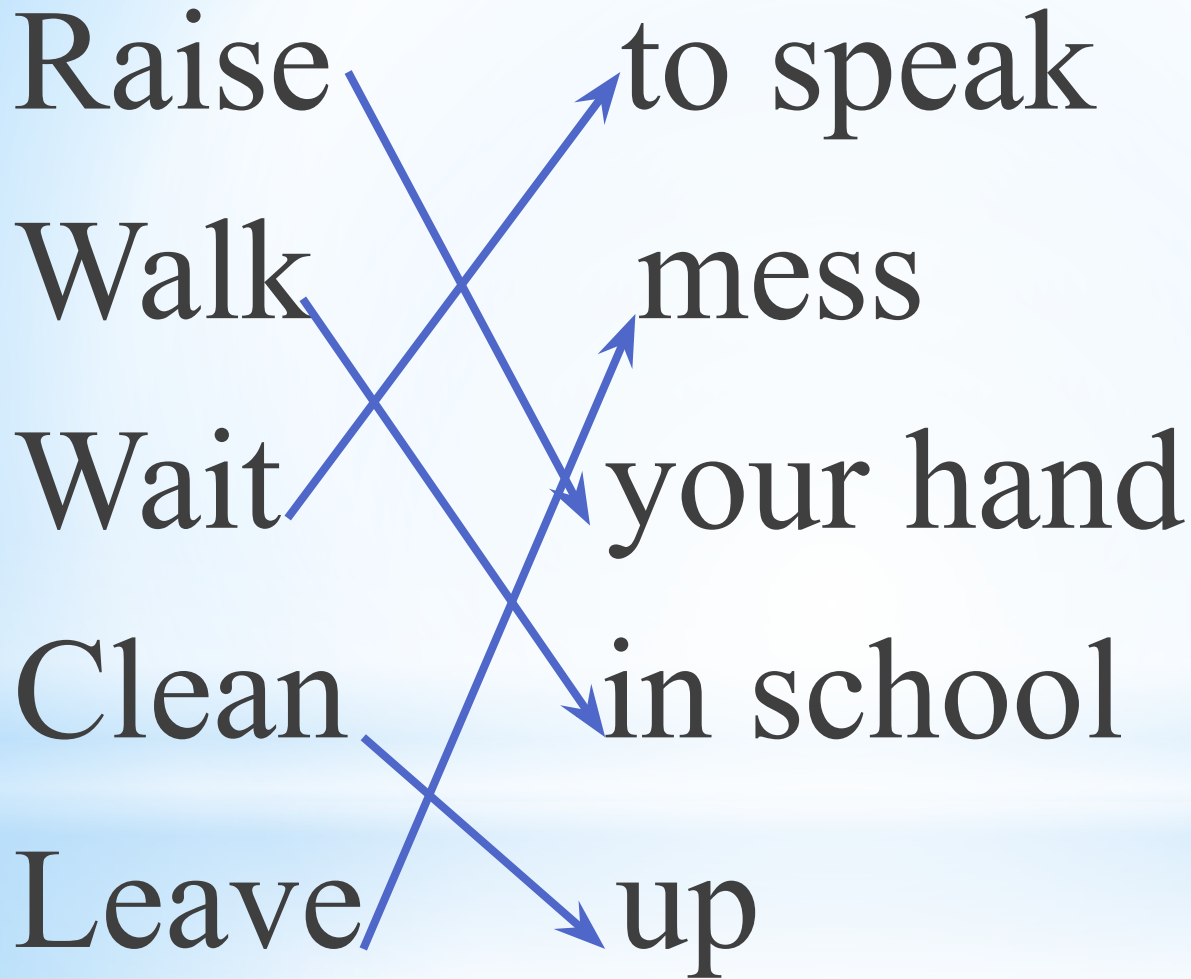 Raise to speak
Walk mess
Wait your hand
Clean in school
Leave up